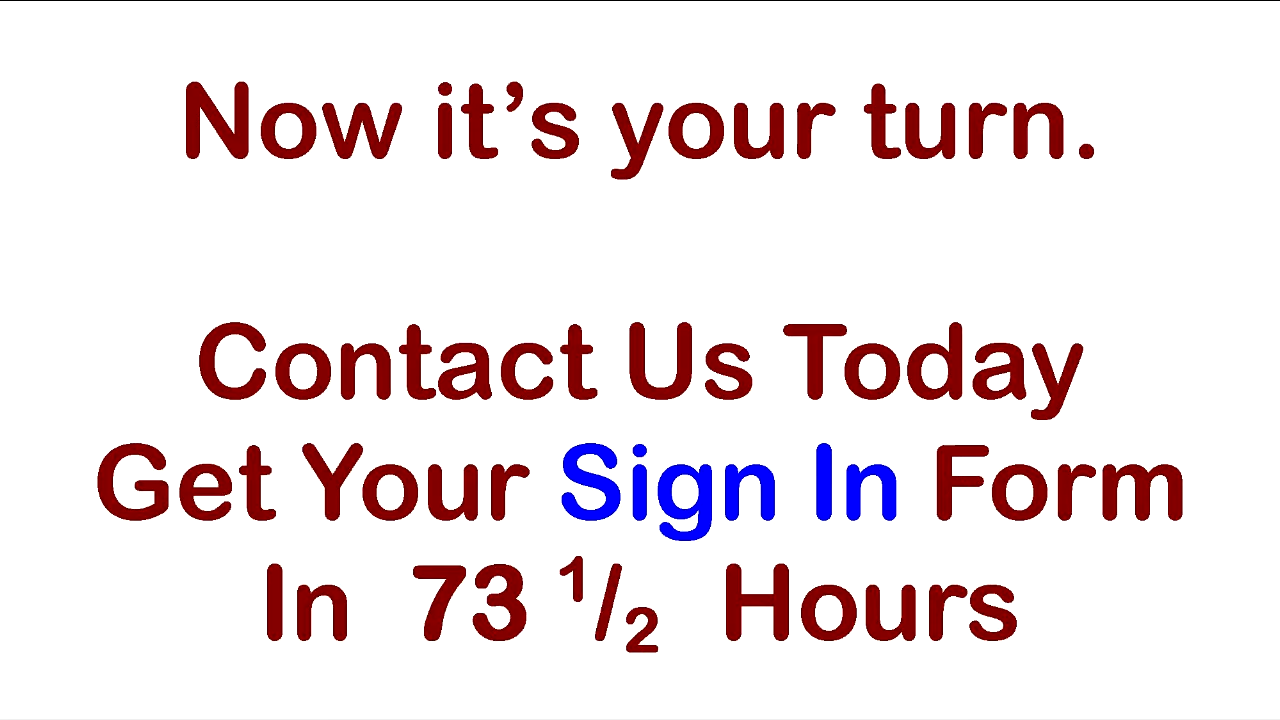 Now it’s your turn.
Contact Us Today
Get Your Sign In Form
In 73 1/2 Hours